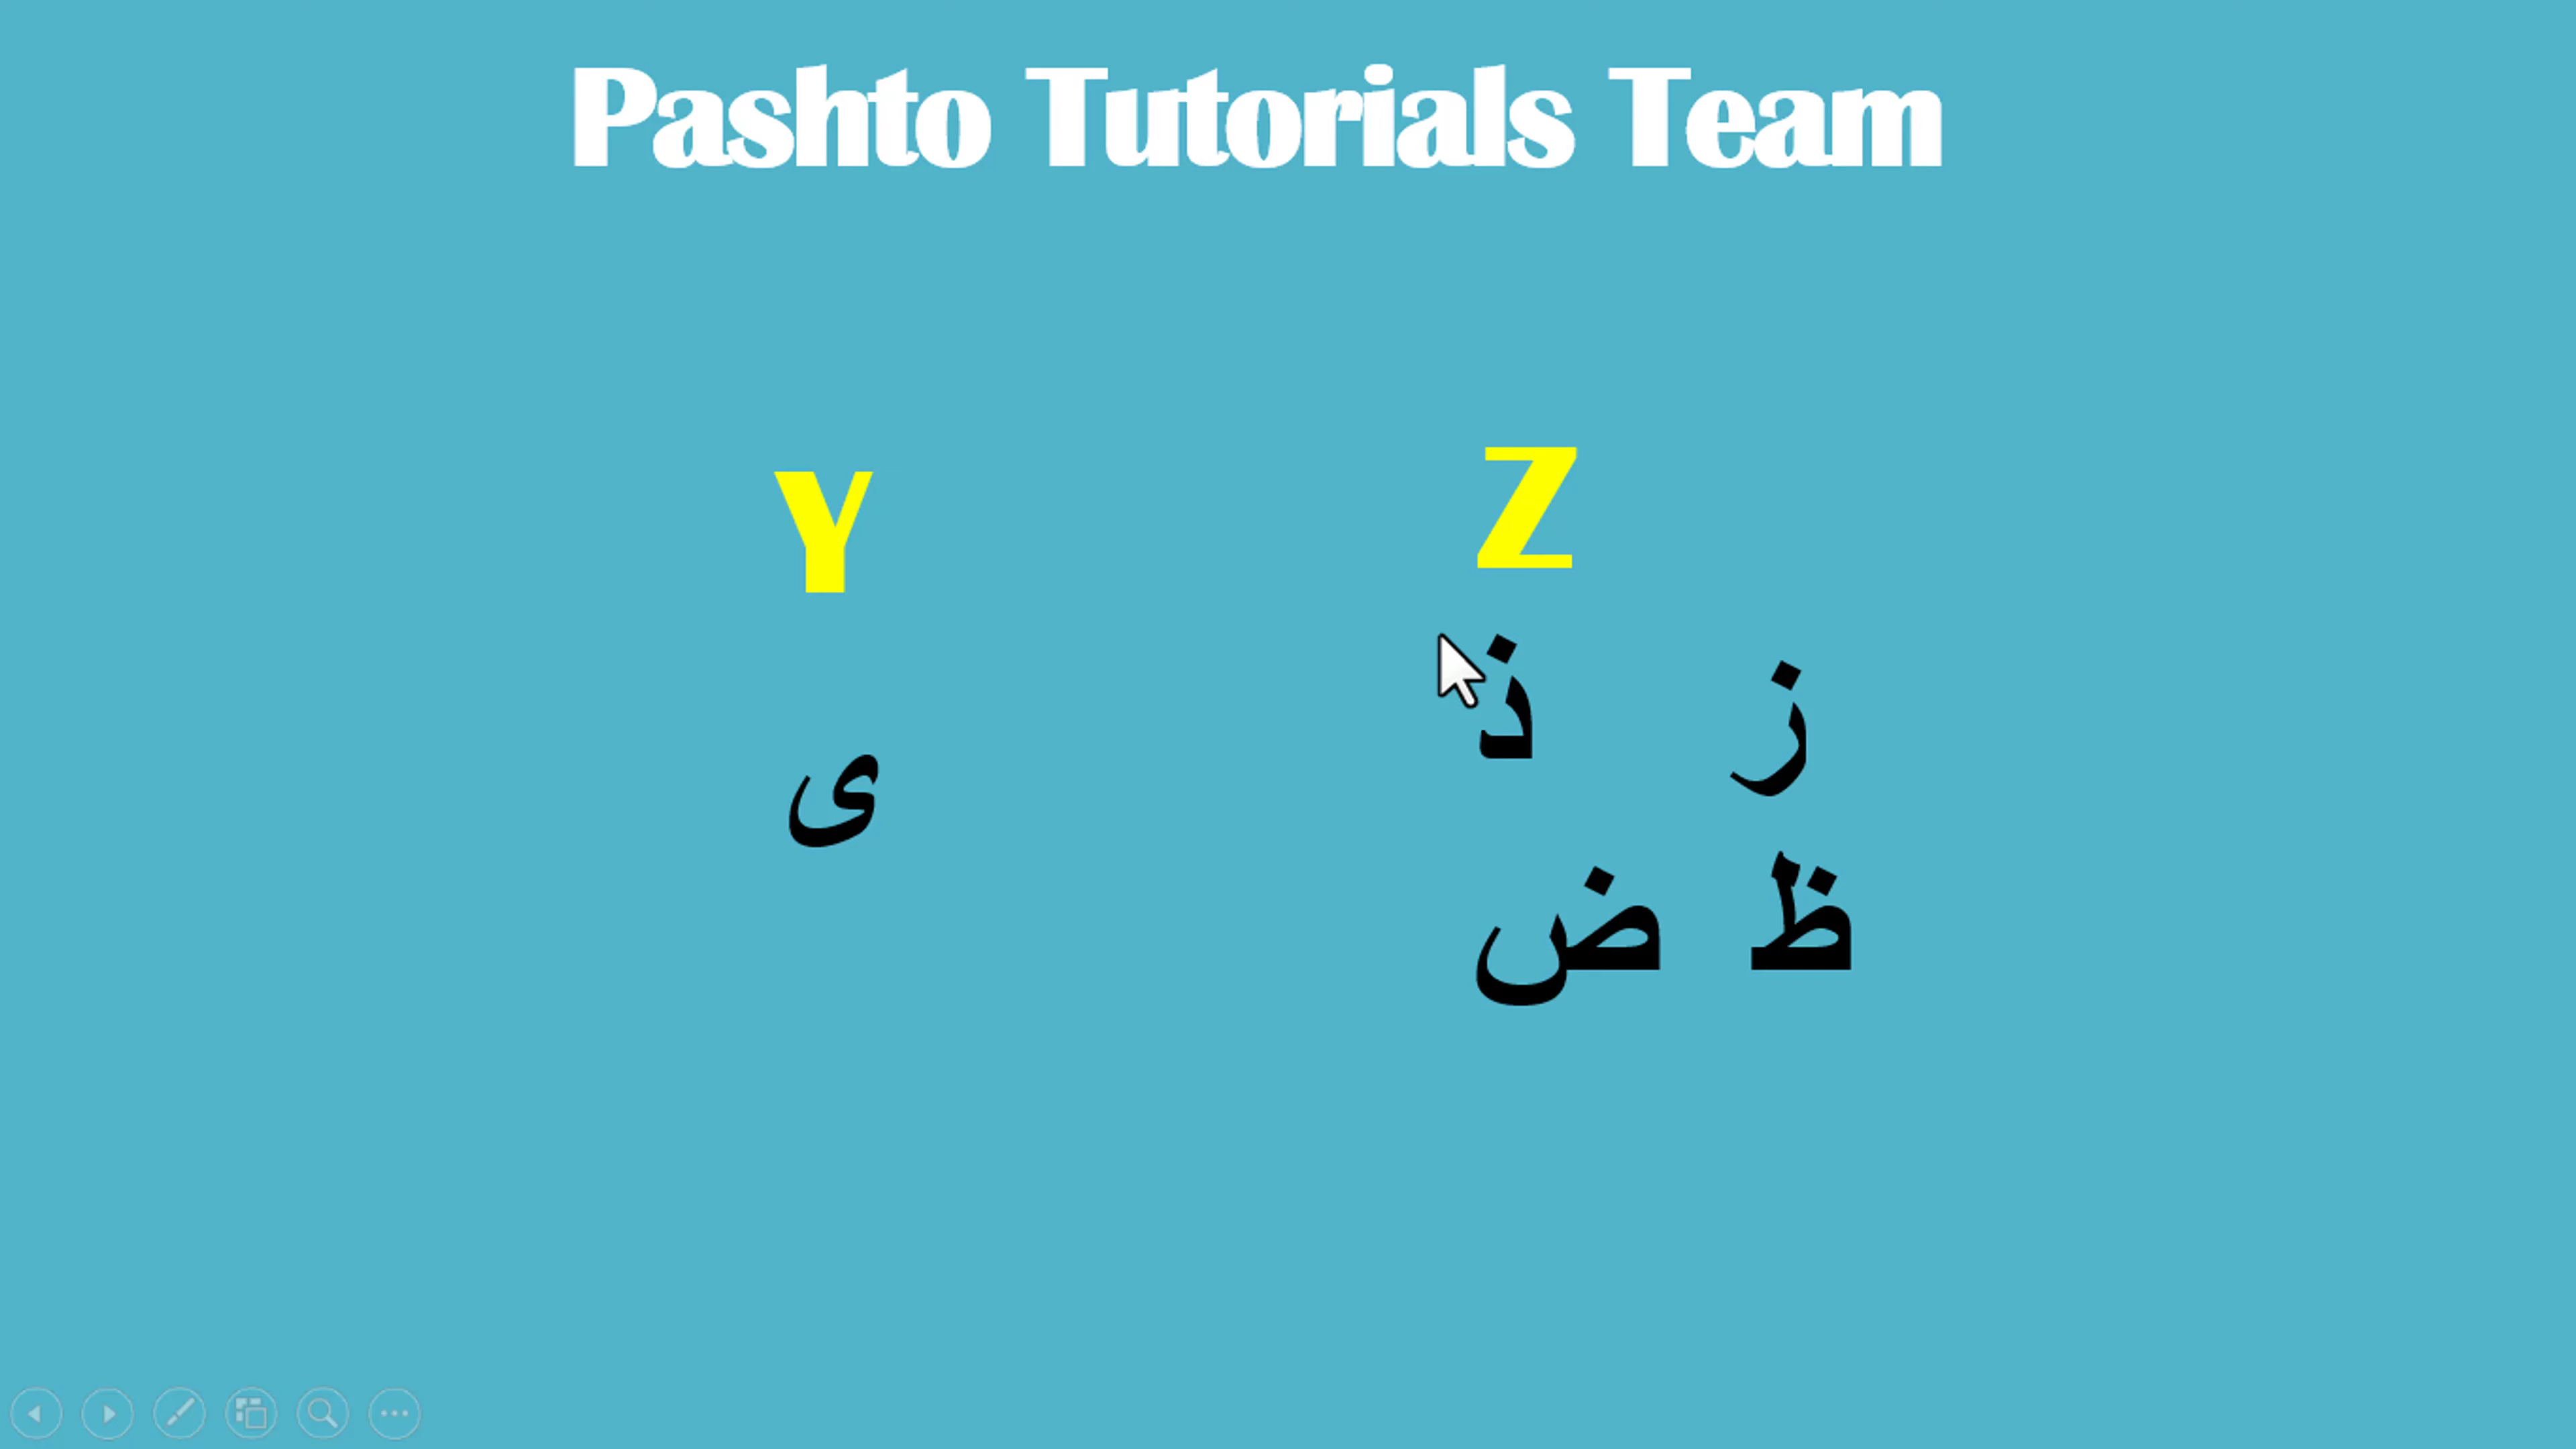 Pashto Tutorials Team
Y
Z
ى
ذ ز
ض ظ